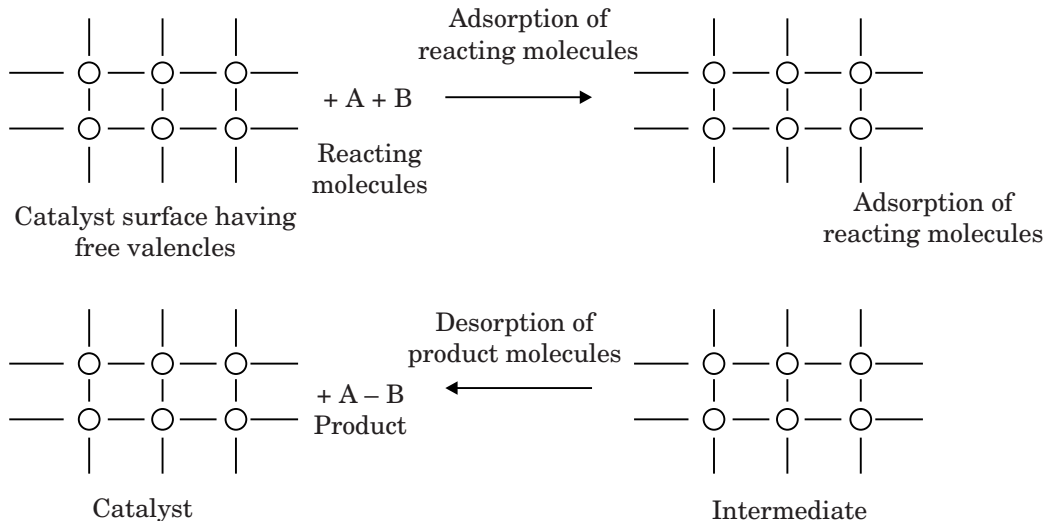 Adsorption of
reacting molecules
+ A + B
Reacting
molecules
Catalyst surface having
free valencles
Adsorption of
reacting molecules
Desorption of
product molecules
+ A – B
Product
Catalyst
Intermediate